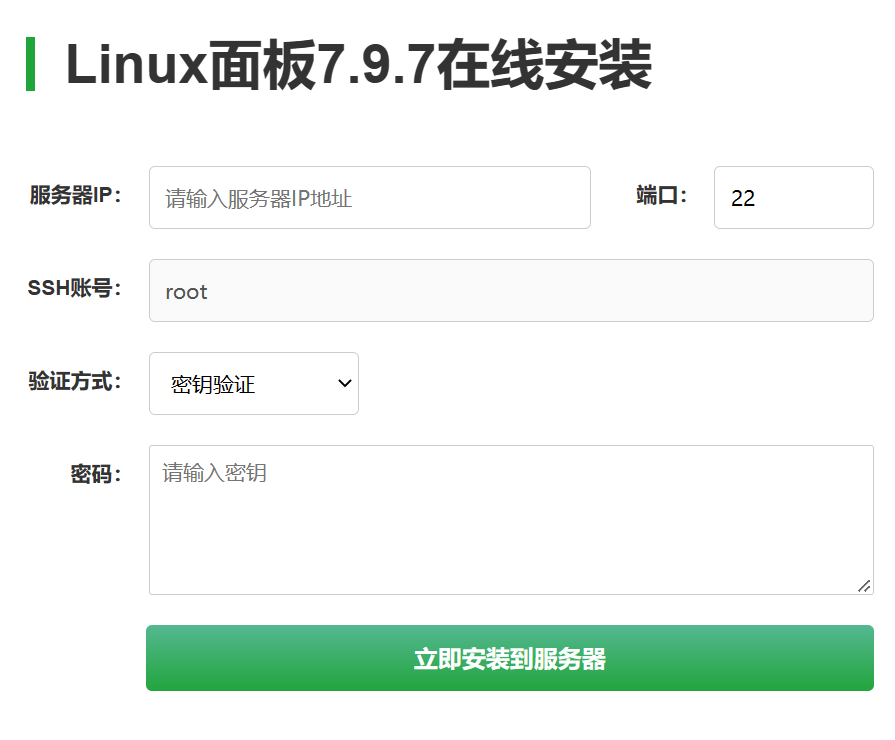 Linux面板7.9.7在线安装
服务器IP： 请输入服务器IP地址 端口： 22
SSH账号： root
验证方式： 密钥验证
密码： 请输入密钥
立即安装到服务器